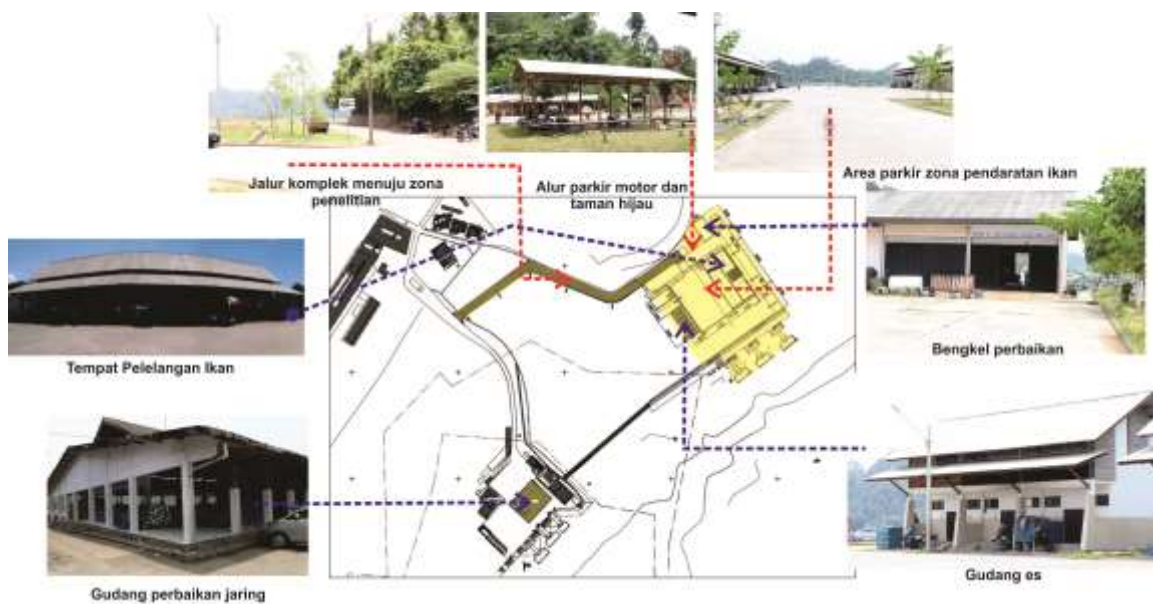 Jalur komplek menuju zona
penelitian
Alur parkir motor dan
taman hijau
Area parkir zona pendaratan ikan
Tempat Pelelangan Ikan
Bengkel perbaikan
Gudang perbaikan jaring
Gudang es